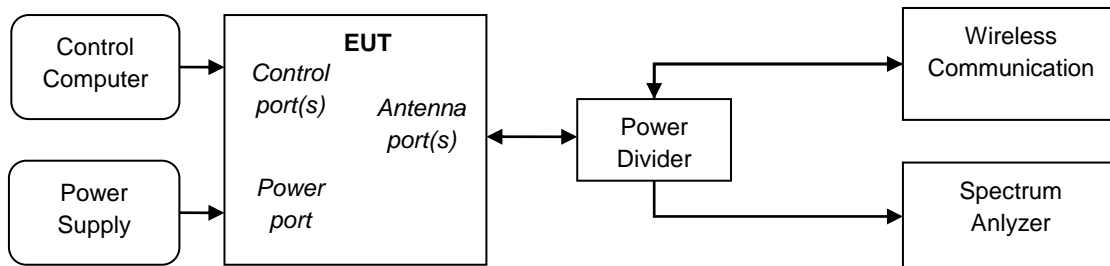 Control
Computer
Power
Supply
EUT
Control
port(s)
Antenna
port(s)
Power
port
Power
Divider
Wireless
Communication
Spectrum
Anlyzer